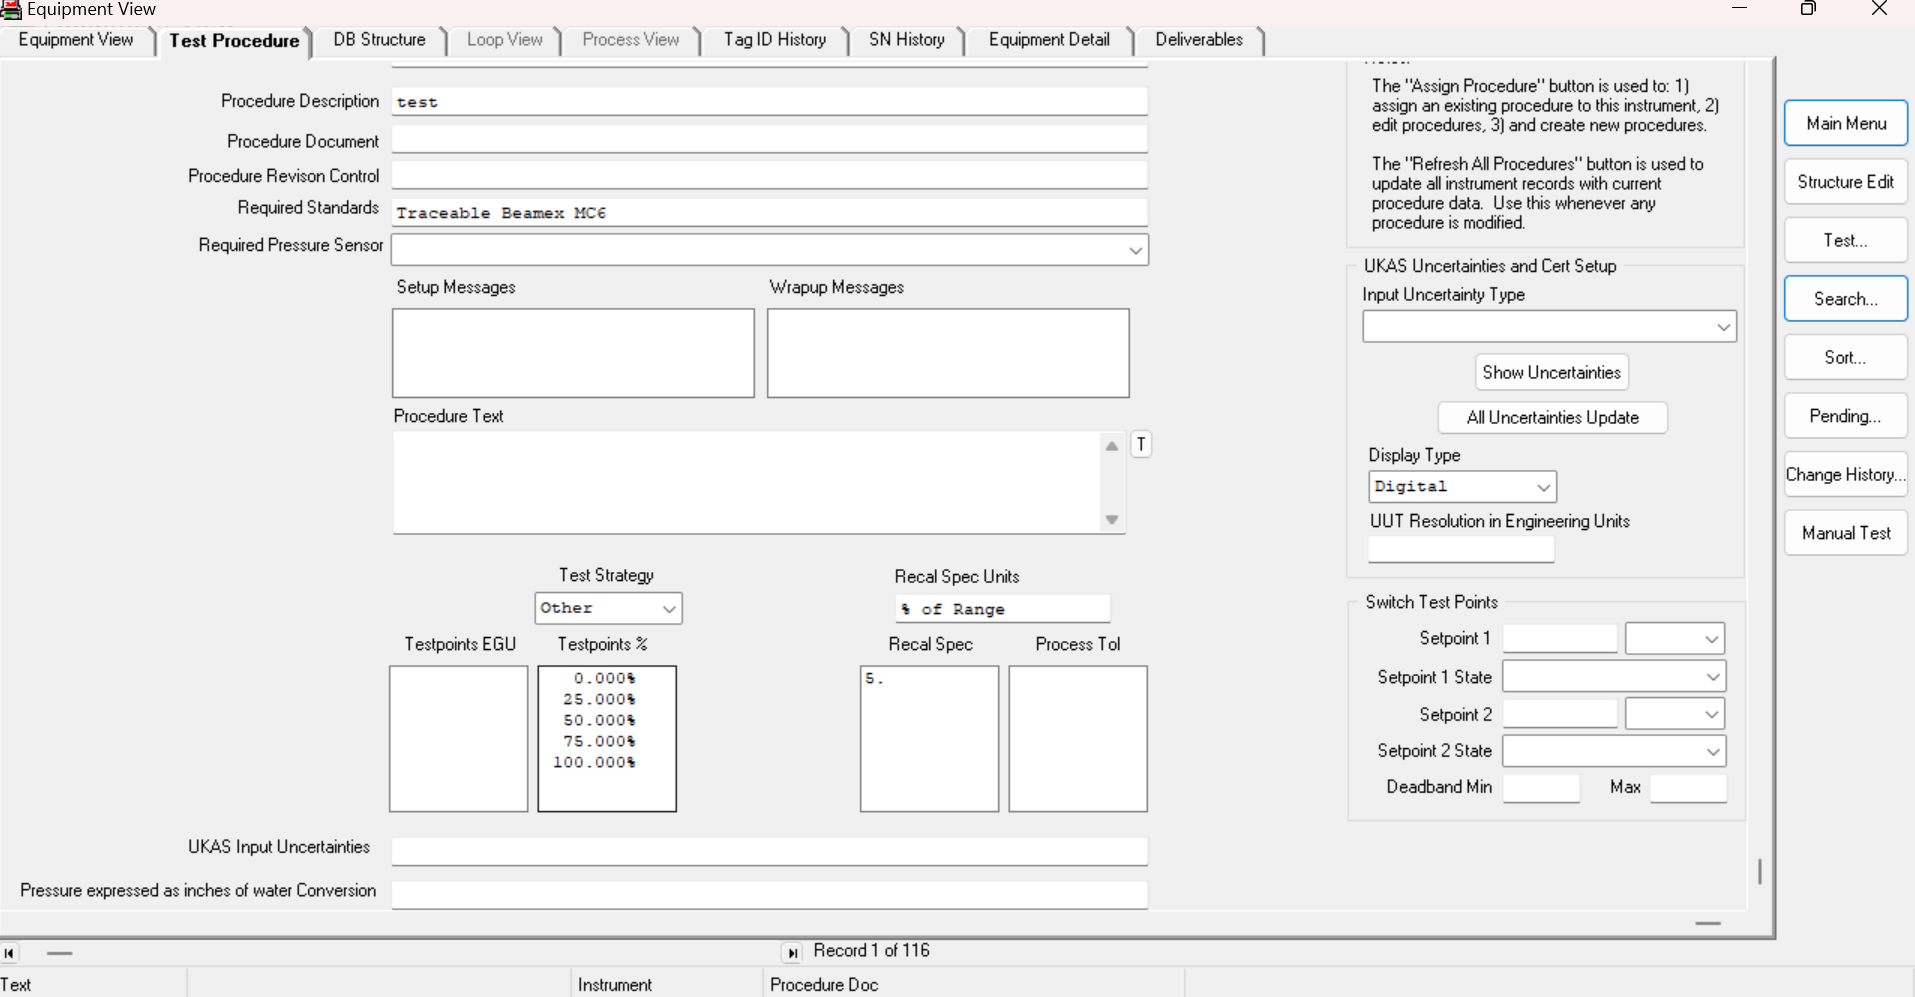 Equipment View
Equipment View
Test Procedure
DB Structure
Loop View
Process View
Tag ID History
SN History
Equipment Detail
Deliverables
Procedure Description
test
Procedure Document
Procedure Revison Control
Required Standards
Traceable Beamex MC6
Required Pressure Sensor
Setup Messages
Wrapup Messages
Procedure Text
T
Test Strategy
Other
Recal Spec Units
% of Range
Testpoints EGU
Testpoints %
0.000%
25.000%
50.000%
75.000%
100.000%
Recal Spec
5.
Process Tol
UKAS Input Uncertainties
Pressure expressed as inches of water Conversion
The "Assign Procedure" button is used to: 1)
assign an existing procedure to this instrument, 2)
edit procedures, 3) and create new procedures.
The "Refresh All Procedures" button is used to
update all instrument records with current
procedure data. Use this whenever any
procedure is modified.
UKAS Uncertainties and Cert Setup
Input Uncertainty Type
Show Uncertainties
All Uncertainties Update
Display Type
Digital
UUT Resolution in Engineering Units
Switch Test Points
Setpoint 1
Setpoint 1 State
Setpoint 2
Setpoint 2 State
Deadband Min
Max
Main Menu
Structure Edit
Test...
Search...
Sort...
Pending...
Change History...
Manual Test
Record 1 of 116
Text
Instrument
Procedure Doc